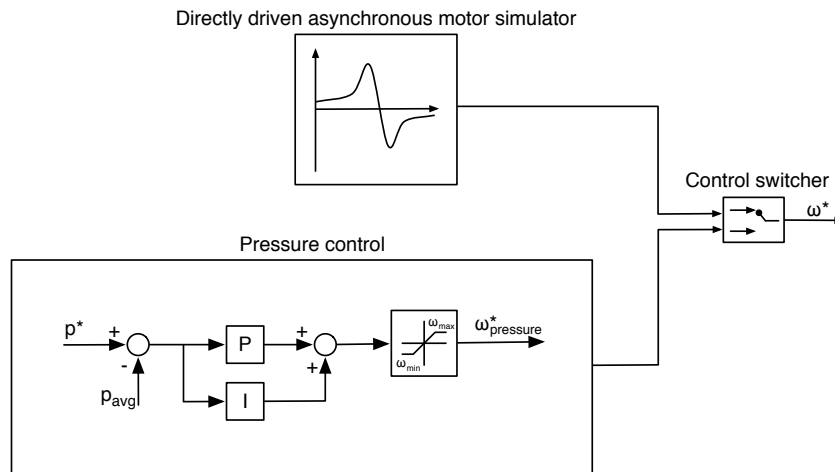 Directly driven asynchronous motor simulator
Control switcher
ω*
Pressure control
p*
+
-
p_avg
P
I
+
+
ω_max
ω_min
ω*_pressure